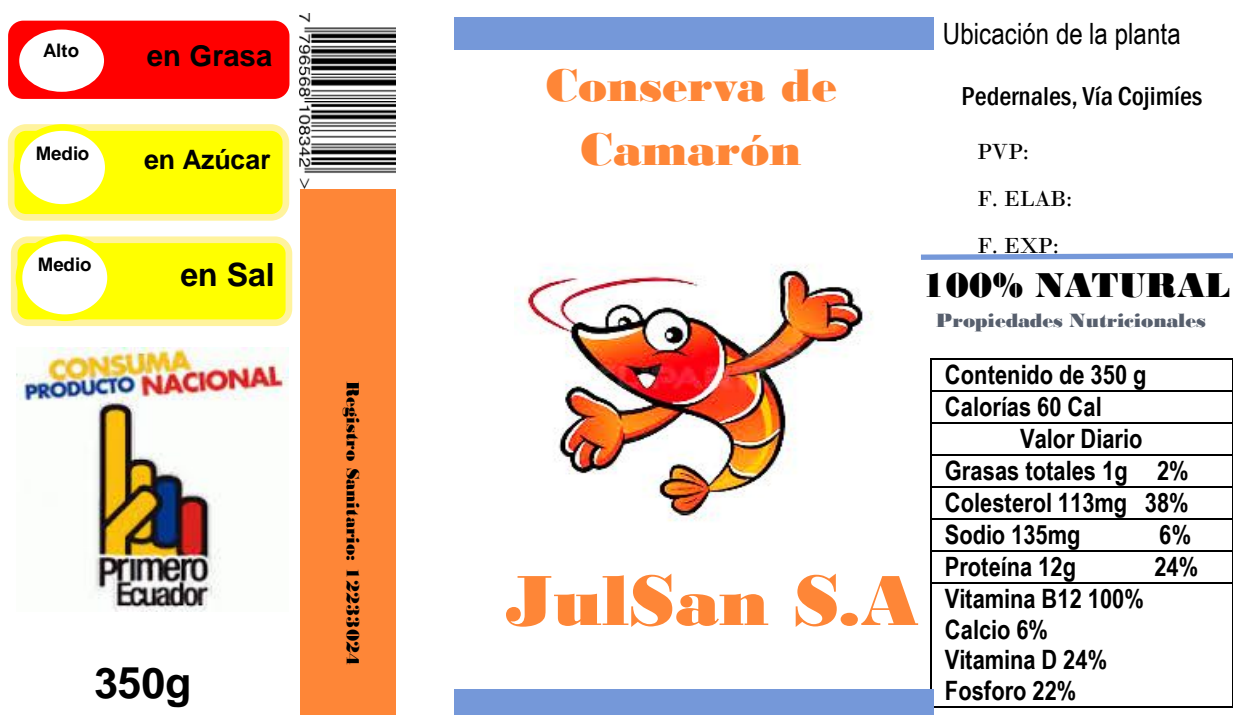 Alto
en Grasa
Medio
en Azúcar
Medio
en Sal
CONSUMA
PRODUCTO NACIONAL
Primero
Ecuador
350g
7 796568 108342 >
Registro Sanitario: 12233024
Conserva de
Camarón
JulSan S.A
Ubicación de la planta
Pedernales, Vía Cojimíes
PVP:
F. ELAB:
F. EXP:
100% NATURAL
Propiedades Nutricionales
Contenido de 350 g
Calorías 60 Cal
Valor Diario
Grasas totales 1g 2%
Colesterol 113mg 38%
Sodio 135mg 6%
Proteína 12g 24%
Vitamina B12 100%
Calcio 6%
Vitamina D 24%
Fosforo 22%